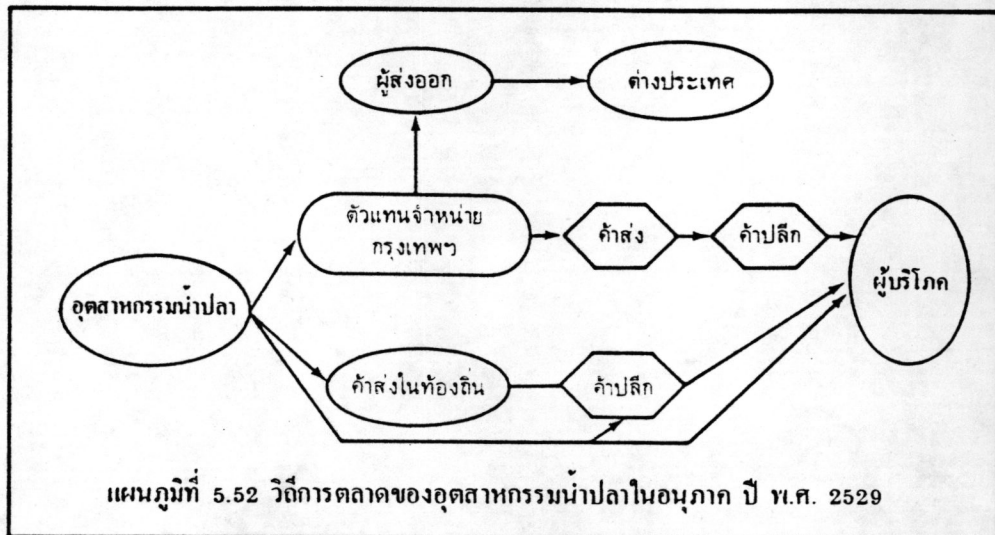 ผู้ส่งออก
ต่างประเทศ
ตัวแทนจำหน่าย
กรุงเทพฯ
ค้าส่ง
ค้าปลีก
ผู้บริโภค
อุตสาหกรรมน้ำปลา
ค้าส่งในท้องถิ่น
ค้าปลีก
แผนภูมิที่ 5.52 วิถีการตลาดของอุตสาหกรรมน้ำปลาในอนุภาค ปี พ.ศ. 2529